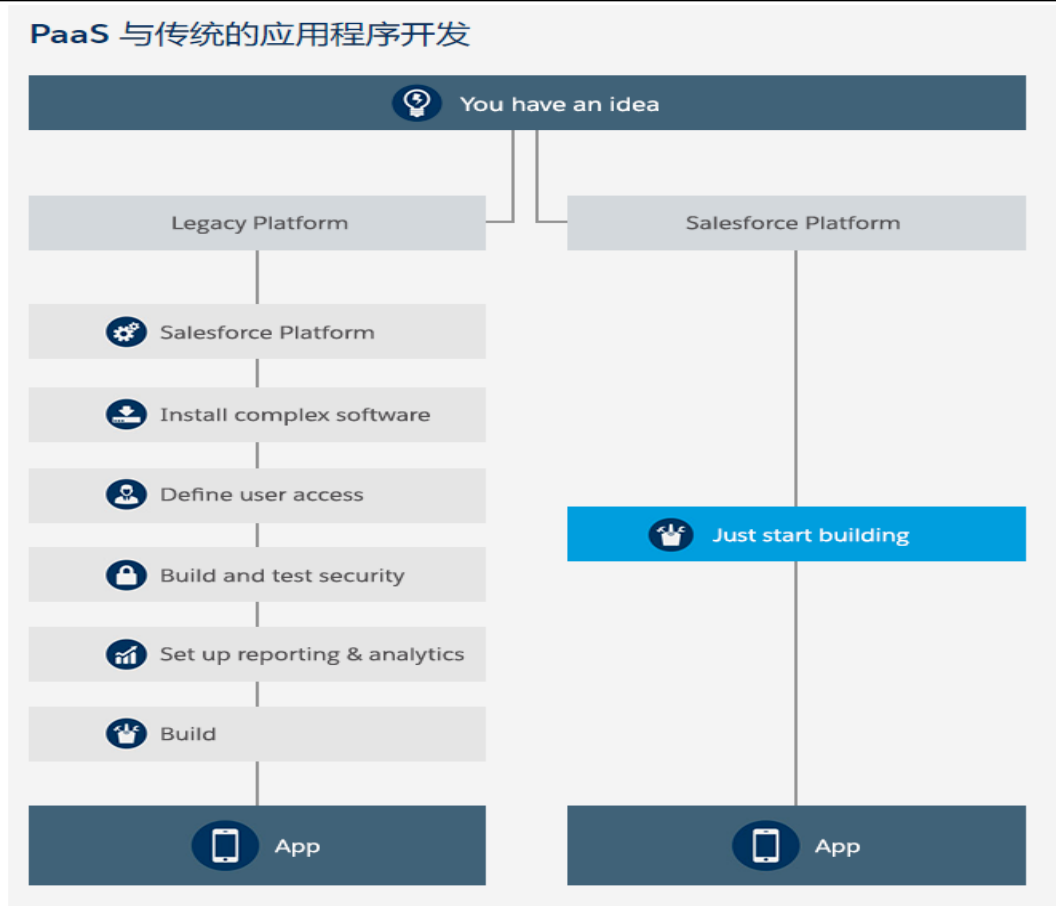 PaaS 与传统的应用程序开发
You have an idea
Legacy Platform
Salesforce Platform
Install complex software
Define user access
Build and test security
Set up reporting & analytics
Build
App
Salesforce Platform
Just start building
App